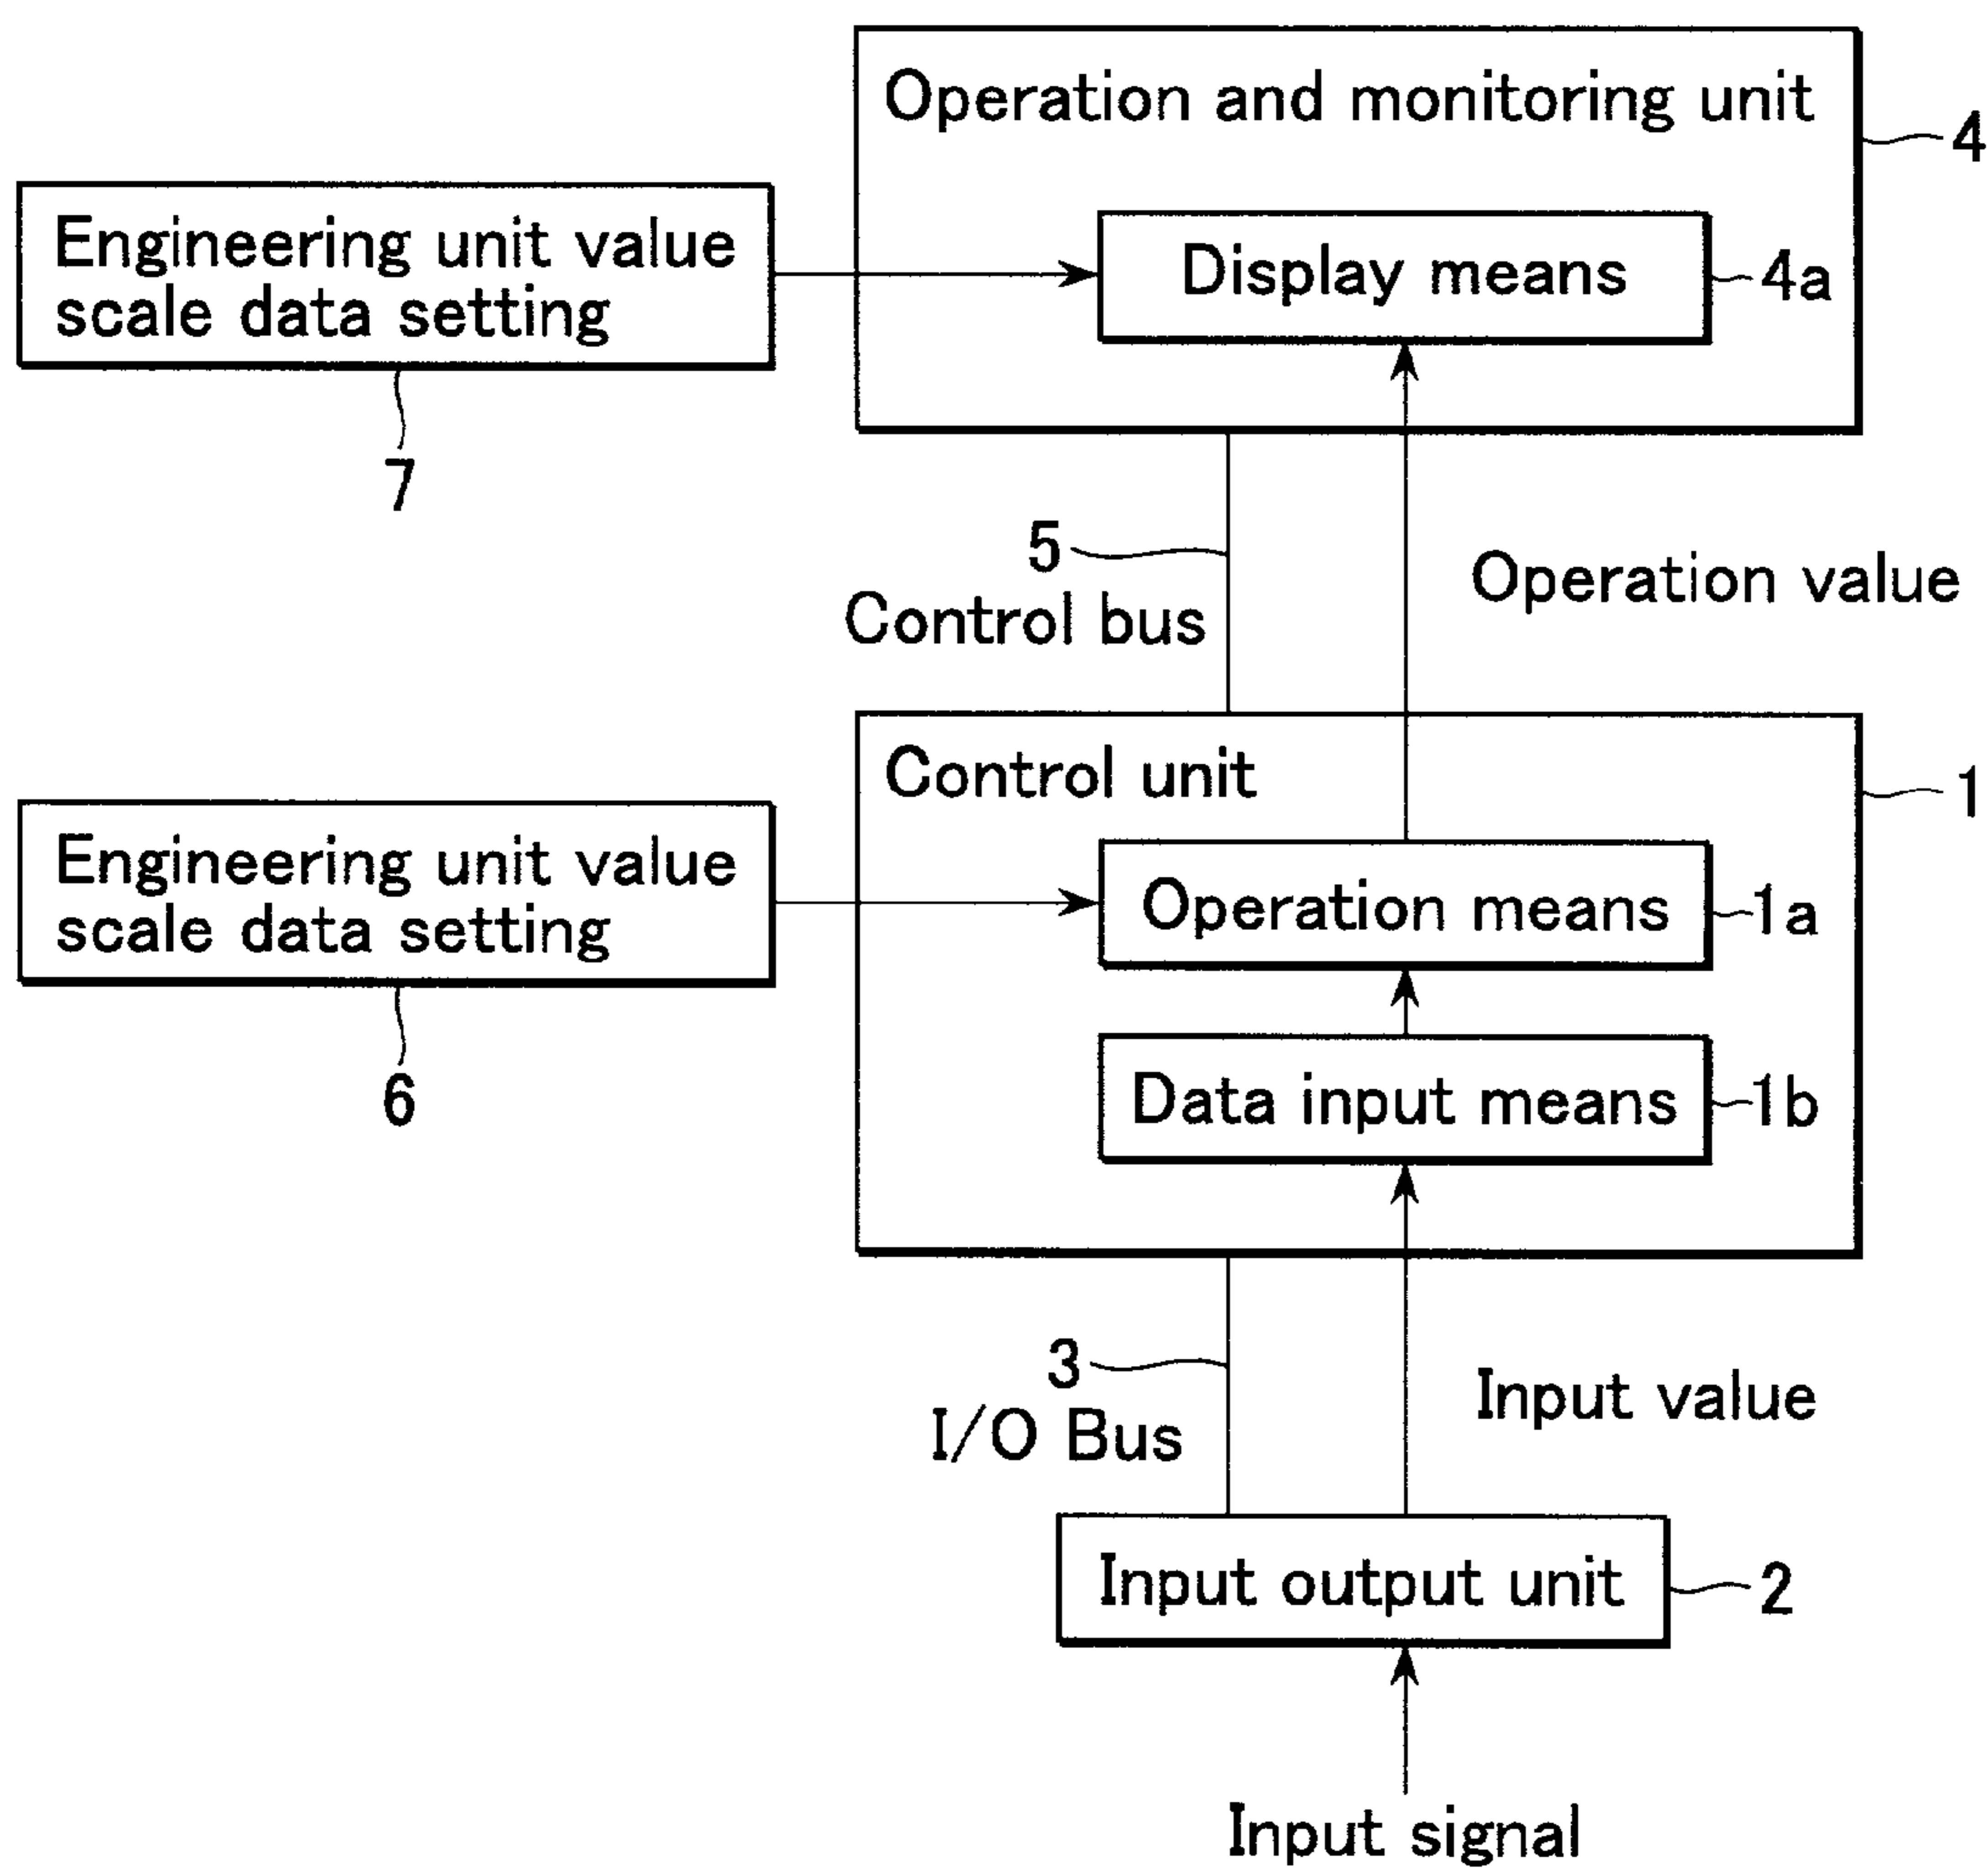 Operation and monitoring unit
4
Engineering unit value
scale data setting
Display means
4a
7
5
Control bus
Operation value
Control unit
1
Engineering unit value
scale data setting
Operation means
1a
6
Data input means
1b
3
I/O Bus
Input value
Input output unit
2
Input signal